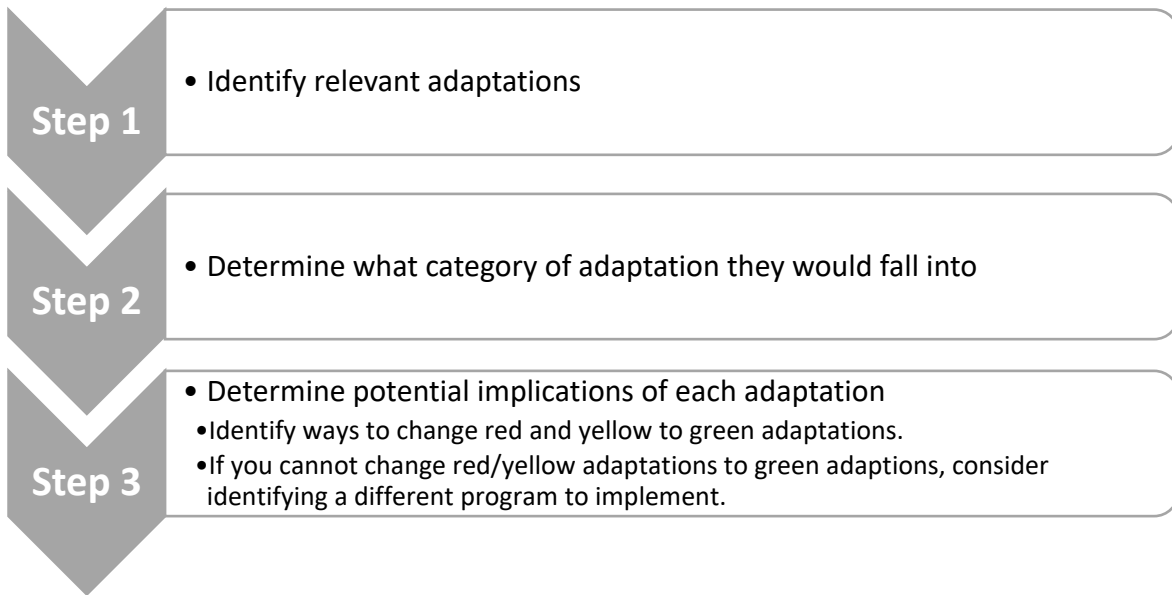 Step 1
• Identify relevant adaptations
Step 2
• Determine what category of adaptation they would fall into
Step 3
• Determine potential implications of each adaptation
•Identify ways to change red and yellow to green adaptations.
•If you cannot change red/yellow adaptations to green adaptions, consider
identifying a different program to implement.